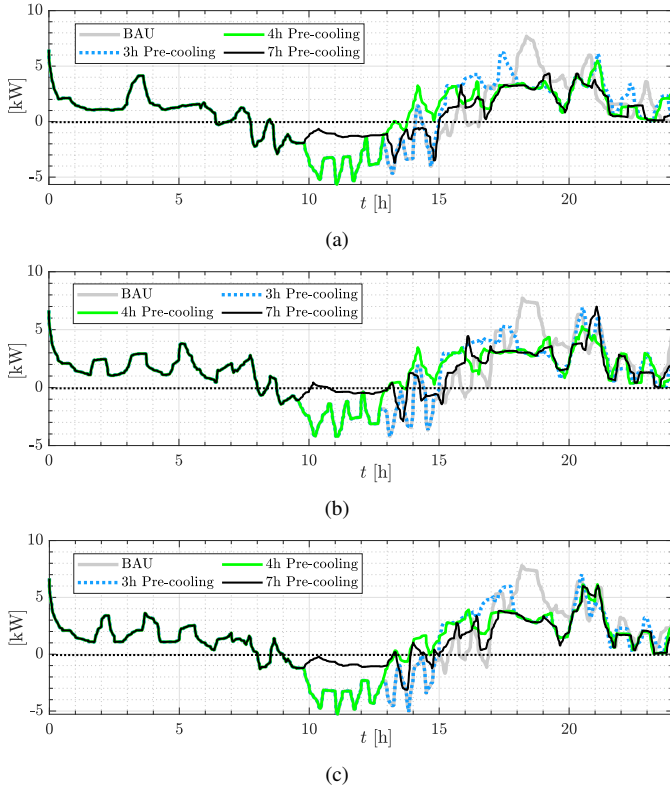 10
5
0
-5
[kW]
BAU
3h Pre-cooling
4h Pre-cooling
7h Pre-cooling
0 5 10 15 20
t [h]
(a)
10
5
0
-5
[kW]
BAU
4h Pre-cooling
3h Pre-cooling
7h Pre-cooling
0 5 10 15 20
t [h]
(b)
10
5
0
-5
[kW]
BAU
3h Pre-cooling
4h Pre-cooling
7h Pre-cooling
0 5 10 15 20
t [h]
(c)